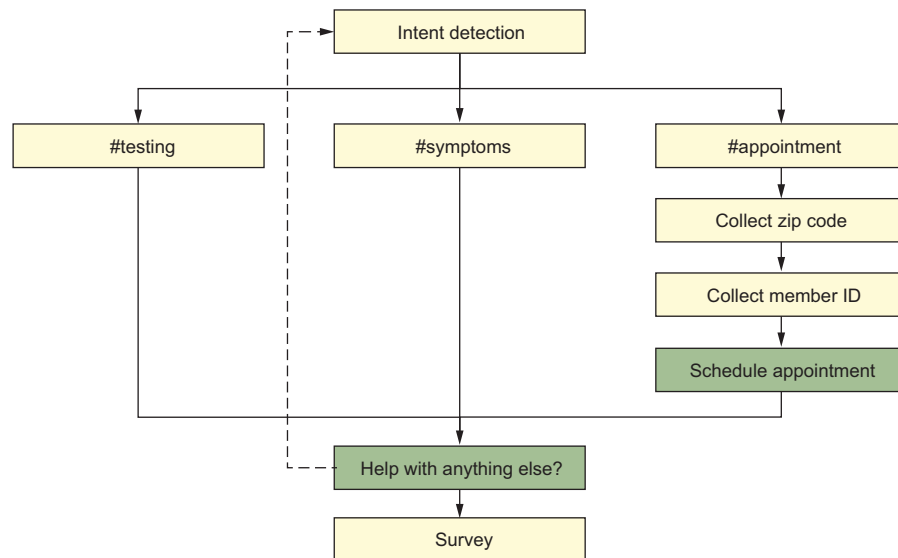 Intent detection
#testing
#symptoms
#appointment
Collect zip code
Collect member ID
Schedule appointment
Help with anything else?
Survey